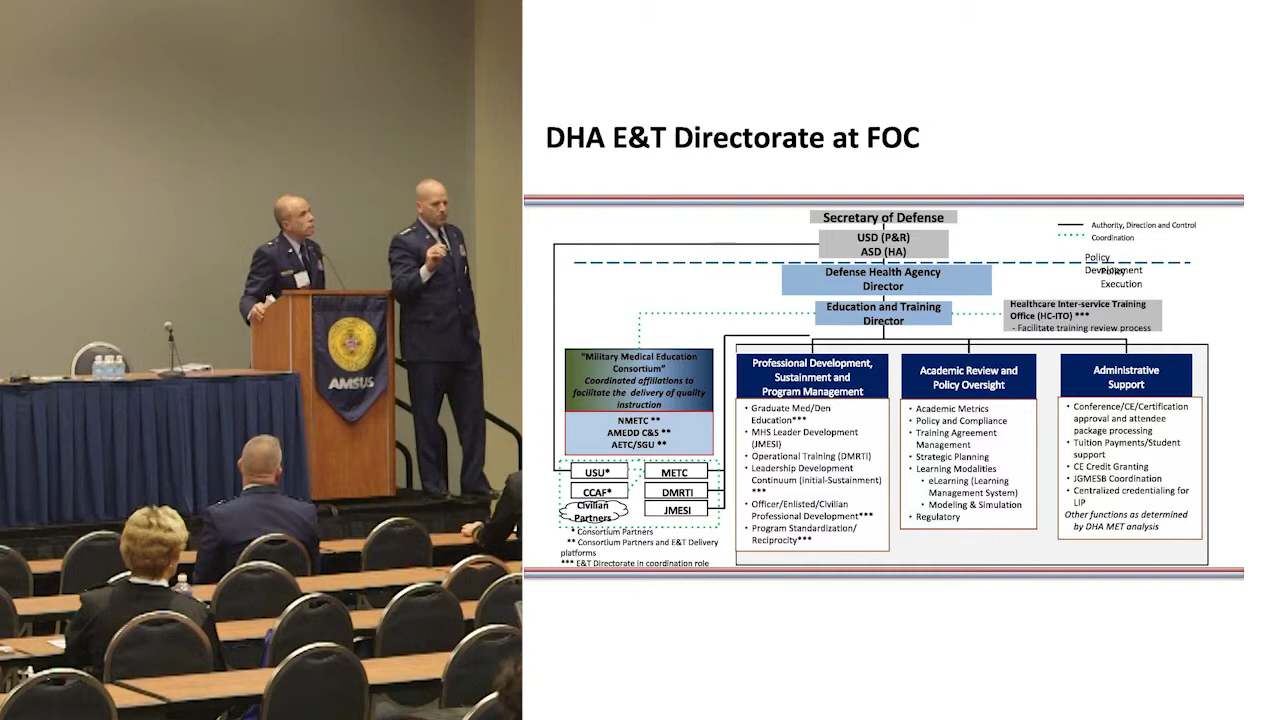 DHA E&T Directorate at FOC
Secretary of Defense
USD (P&R)
ASD (HA)
Authority, Direction and Control
Coordination
Policy
Development
Policy
Execution
Defense Health Agency
Director
Education and Training
Director
Healthcare Inter-service Training
Office (HC-ITO) ***
- Facilitate training review process
"Military Medical Education
Consortium"
Coordinated affiliations to
facilitate the delivery of quality
instruction
NMETC **
AMEDD C&S **
AETC/SGU **
USU*
METC
CCAF*
DMRTI
Civilian
Partners
JMESI
* Consortium Partners
** Consortium Partners and E&T Delivery
platforms
*** E&T Directorate in coordination role
Professional Development,
Sustainment and
Program Management
• Graduate Med/Den
Education***
• MHS Leader Development
(JMESI)
• Operational Training (DMRTI)
• Leadership Development
Continuum (initial-Sustainment)
***
• Officer/Enlisted/Civilian
Professional Development***
• Program Standardization/
Reciprocity***
Academic Review and
Policy Oversight
• Academic Metrics
• Policy and Compliance
• Training Agreement
Management
• Strategic Planning
• Learning Modalities
• eLearning (Learning
Management System)
• Modeling & Simulation
• Regulatory
Administrative
Support
• Conference/CE/Certification
approval and attendee
package processing
• Tuition Payments/Student
support
• CE Credit Granting
• JGMESB Coordination
• Centralized credentialing for
LIP
Other functions as determined
by DHA MET analysis
AMSUS